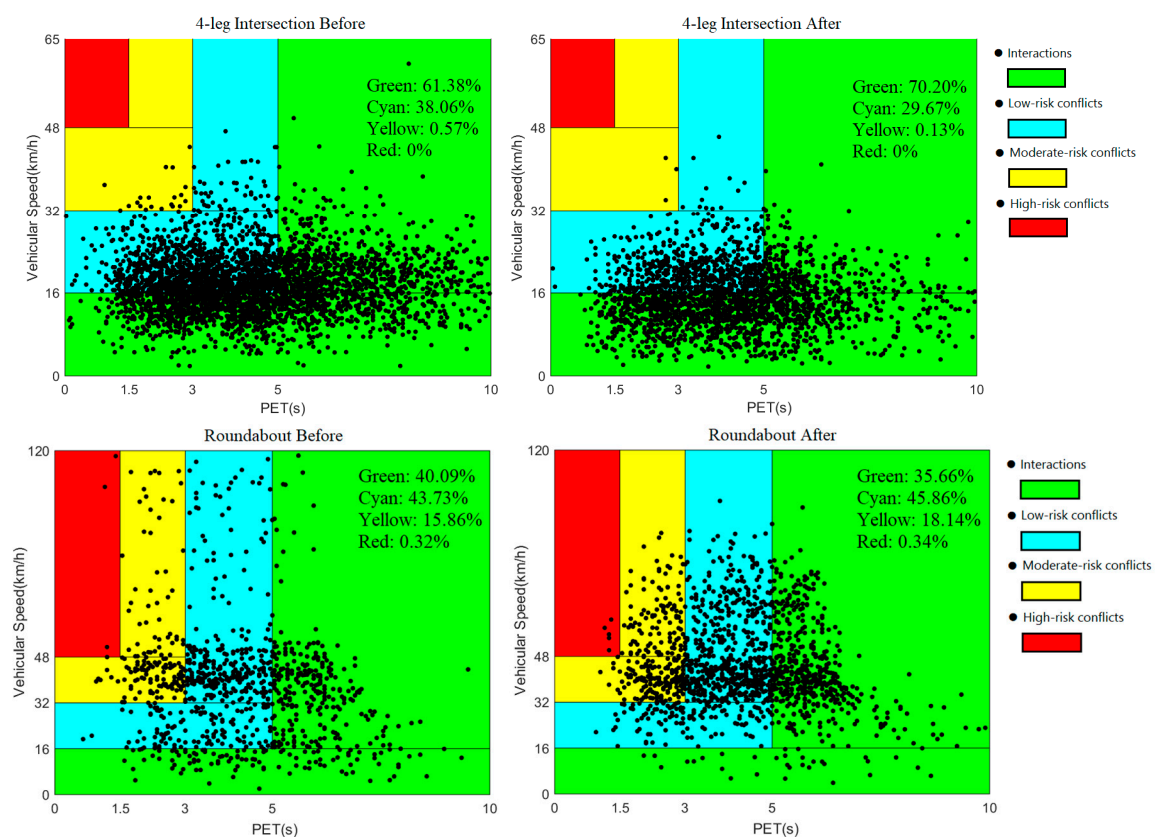 4-leg Intersection Before
65
48
32
16
0
Vehicular Speed(km/h)
Green: 61.38%
Cyan: 38.06%
Yellow: 0.57%
Red: 0%
0 1.5 3 5 10
PET(s)
4-leg Intersection After
65
48
32
16
0
Vehicular Speed(km/h)
Green: 70.20%
Cyan: 29.67%
Yellow: 0.13%
Red: 0%
0 1.5 3 5 10
PET(s)
Interactions
Low-risk conflicts
Moderate-risk conflicts
High-risk conflicts
Roundabout Before
120
48
32
16
0
Vehicular Speed(km/h)
Green: 40.09%
Cyan: 43.73%
Yellow: 15.86%
Red: 0.32%
0 1.5 3 5 10
PET(s)
Roundabout After
120
48
32
16
0
Vehicular Speed(km/h)
Green: 35.66%
Cyan: 45.86%
Yellow: 18.14%
Red: 0.34%
0 1.5 3 5 10
PET(s)
Interactions
Low-risk conflicts
Moderate-risk conflicts
High-risk conflicts